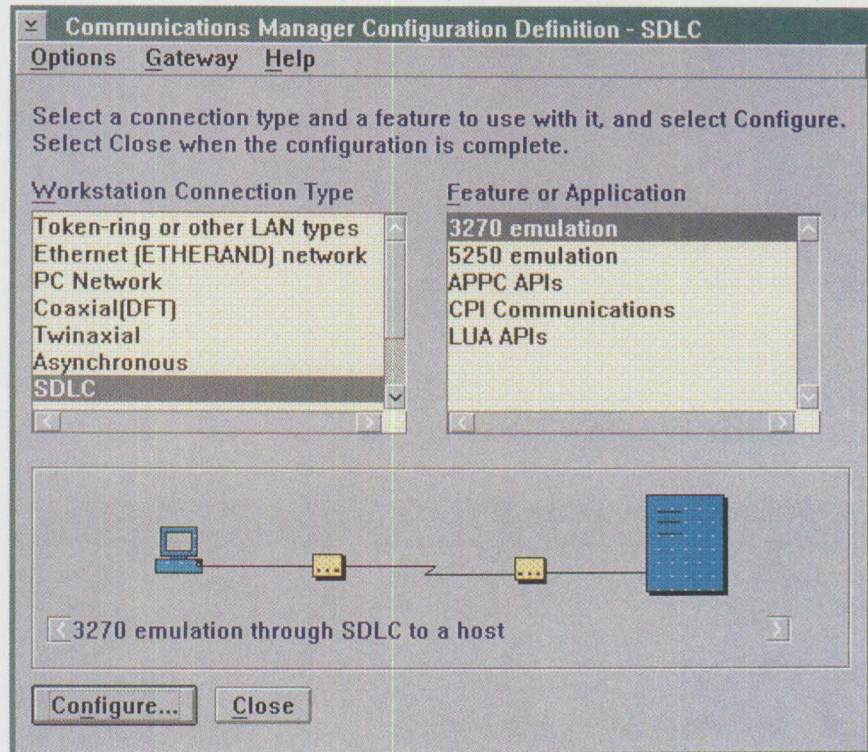 Communications Manager Configuration Definition - SDLC
Options Gateway Help
Select a connection type and a feature to use with it, and select Configure.
Select Close when the configuration is complete.
Workstation Connection Type
Token-ring or other LAN types
Ethernet (ETHERAND) network
PC Network
Coaxial(DFT)
Twinaxial
Asynchronous
SDLC
Feature or Application
3270 emulation
5250 emulation
APPC APIs
CPI Communications
LUA APIs
3270 emulation through SDLC to a host
Configure...
Close